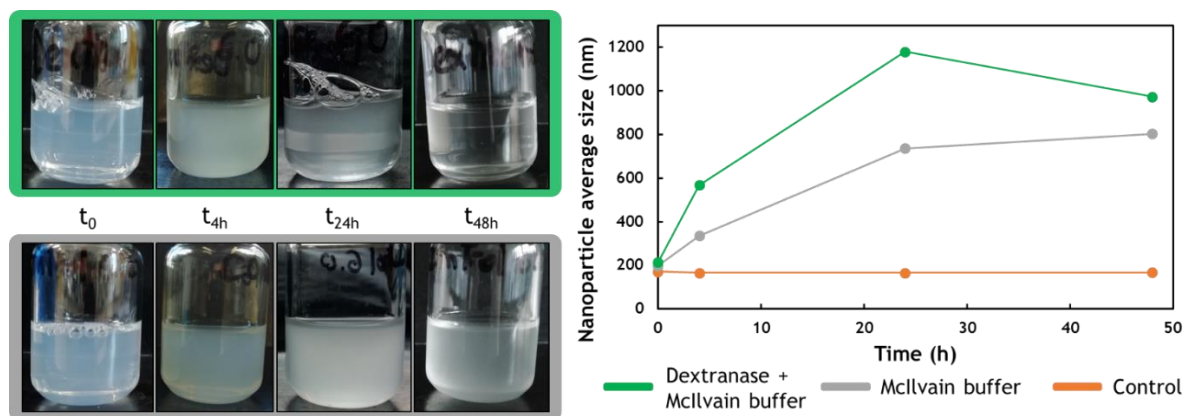 t0
t4h
t24h
t48h
Nanoparticle average size (nm)
1200
1000
800
600
400
200
0
0
10
20
30
40
50
Time (h)
Dextranase +
McIlvain buffer
McIlvain buffer
Control